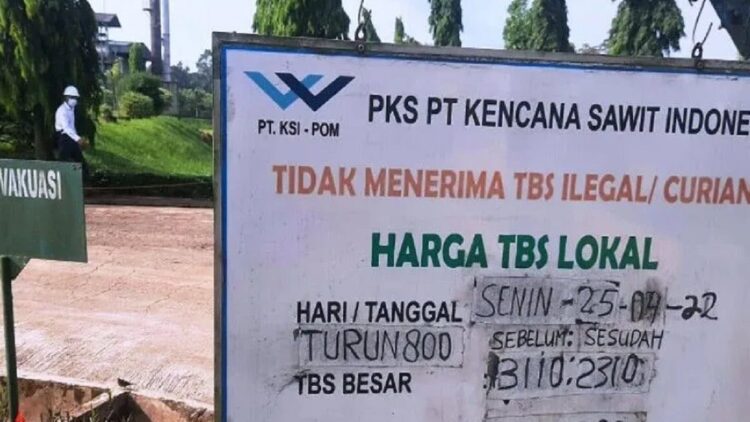 VAKUASI
PT. KSI - POM
PKS PT KENCANA SAWIT INDONE
TIDAK MENERIMA TBS ILEGAL/ CURIAN
HARGA TBS LOKAL
HARI / TANGGAL SENIN - 25-04-22
TURUN 800 SEBELUM: SESUDAH
TBS BESAR 3110:2310